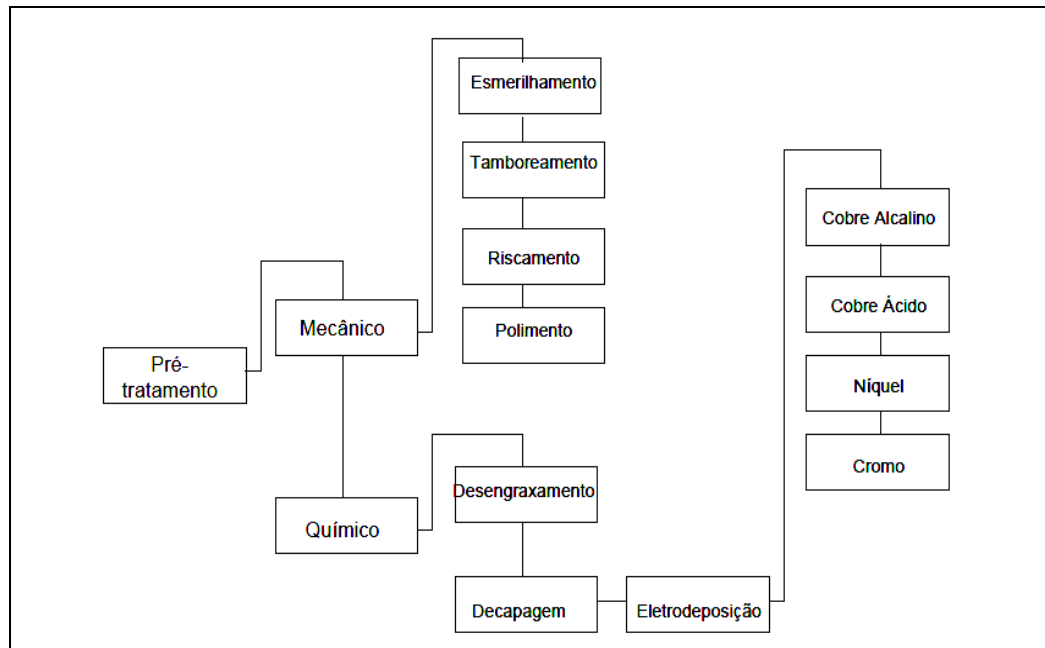 Pré-
tratamento
Mecânico
Esmerilhamento
Tamboreamento
Riscamento
Polimento
Químico
Desengraxamento
Decapagem
Eletrodeposição
Cobre Alcalino
Cobre Ácido
Níquel
Cromo